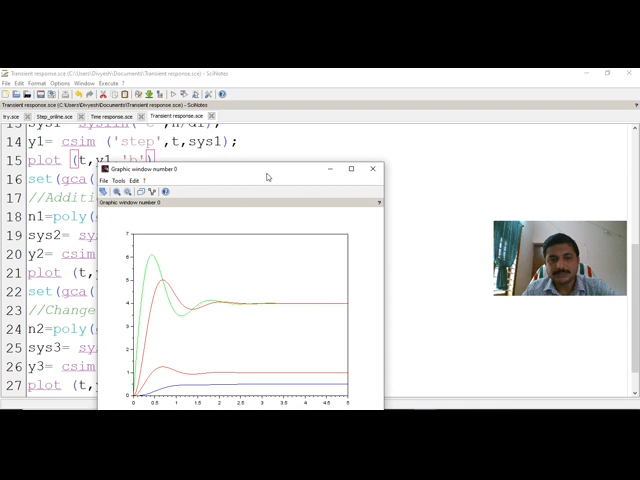 Transient response.sce (C:\Users\Divyesh\Documents\Transient response.sce) - SciNotes
File Edit Format Options Window Execute ?
Transient response.sce (C:\Users\Divyesh\Documents\Transient response.sce) - SciNotes ?
try.sce Step_online.sce Time response.sce Transient response.sce
14 y1= csim ('step',t,sys1);
15 plot (t,y1,'b')
16 set(gca(
17 //Additi
18 n1=poly(
19 sys2= sy
20 y2= csim
21 plot (t,
22 set(gca(
23 //Change
24 n2=poly(
25 sys3= sy
26 y3= csim
27 plot (t,
Graphic window number 0
File Tools Edit ?
Graphic window number 0 ?
7
6
5
4
3
2
1
0
0 0.5 1 1.5 2 2.5 3 3.5 4 4.5 5